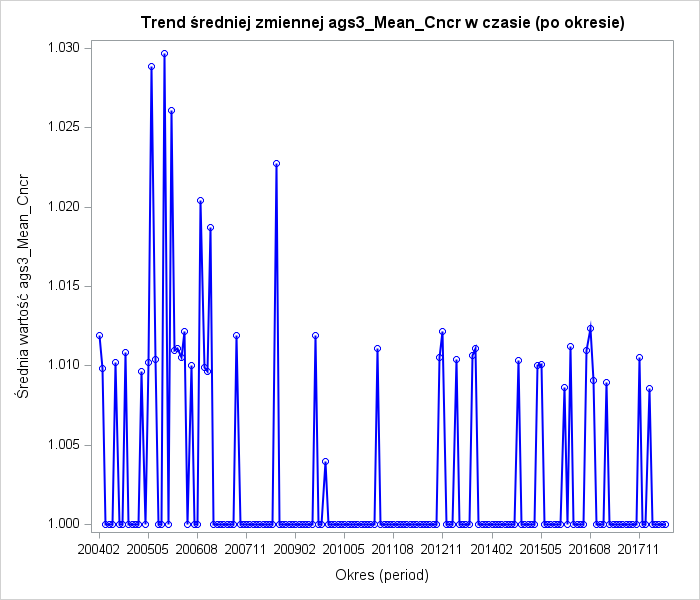 Trend średniej zmiennej ags3_Mean_Cncr w czasie (po okresie)
Średnia wartość ags3_Mean_Cncr
1.030
1.025
1.020
1.015
1.010
1.005
1.000
200402 200505 200608 200711 200902 201005 201108 201211 201402 201505 201608 201711
Okres (period)